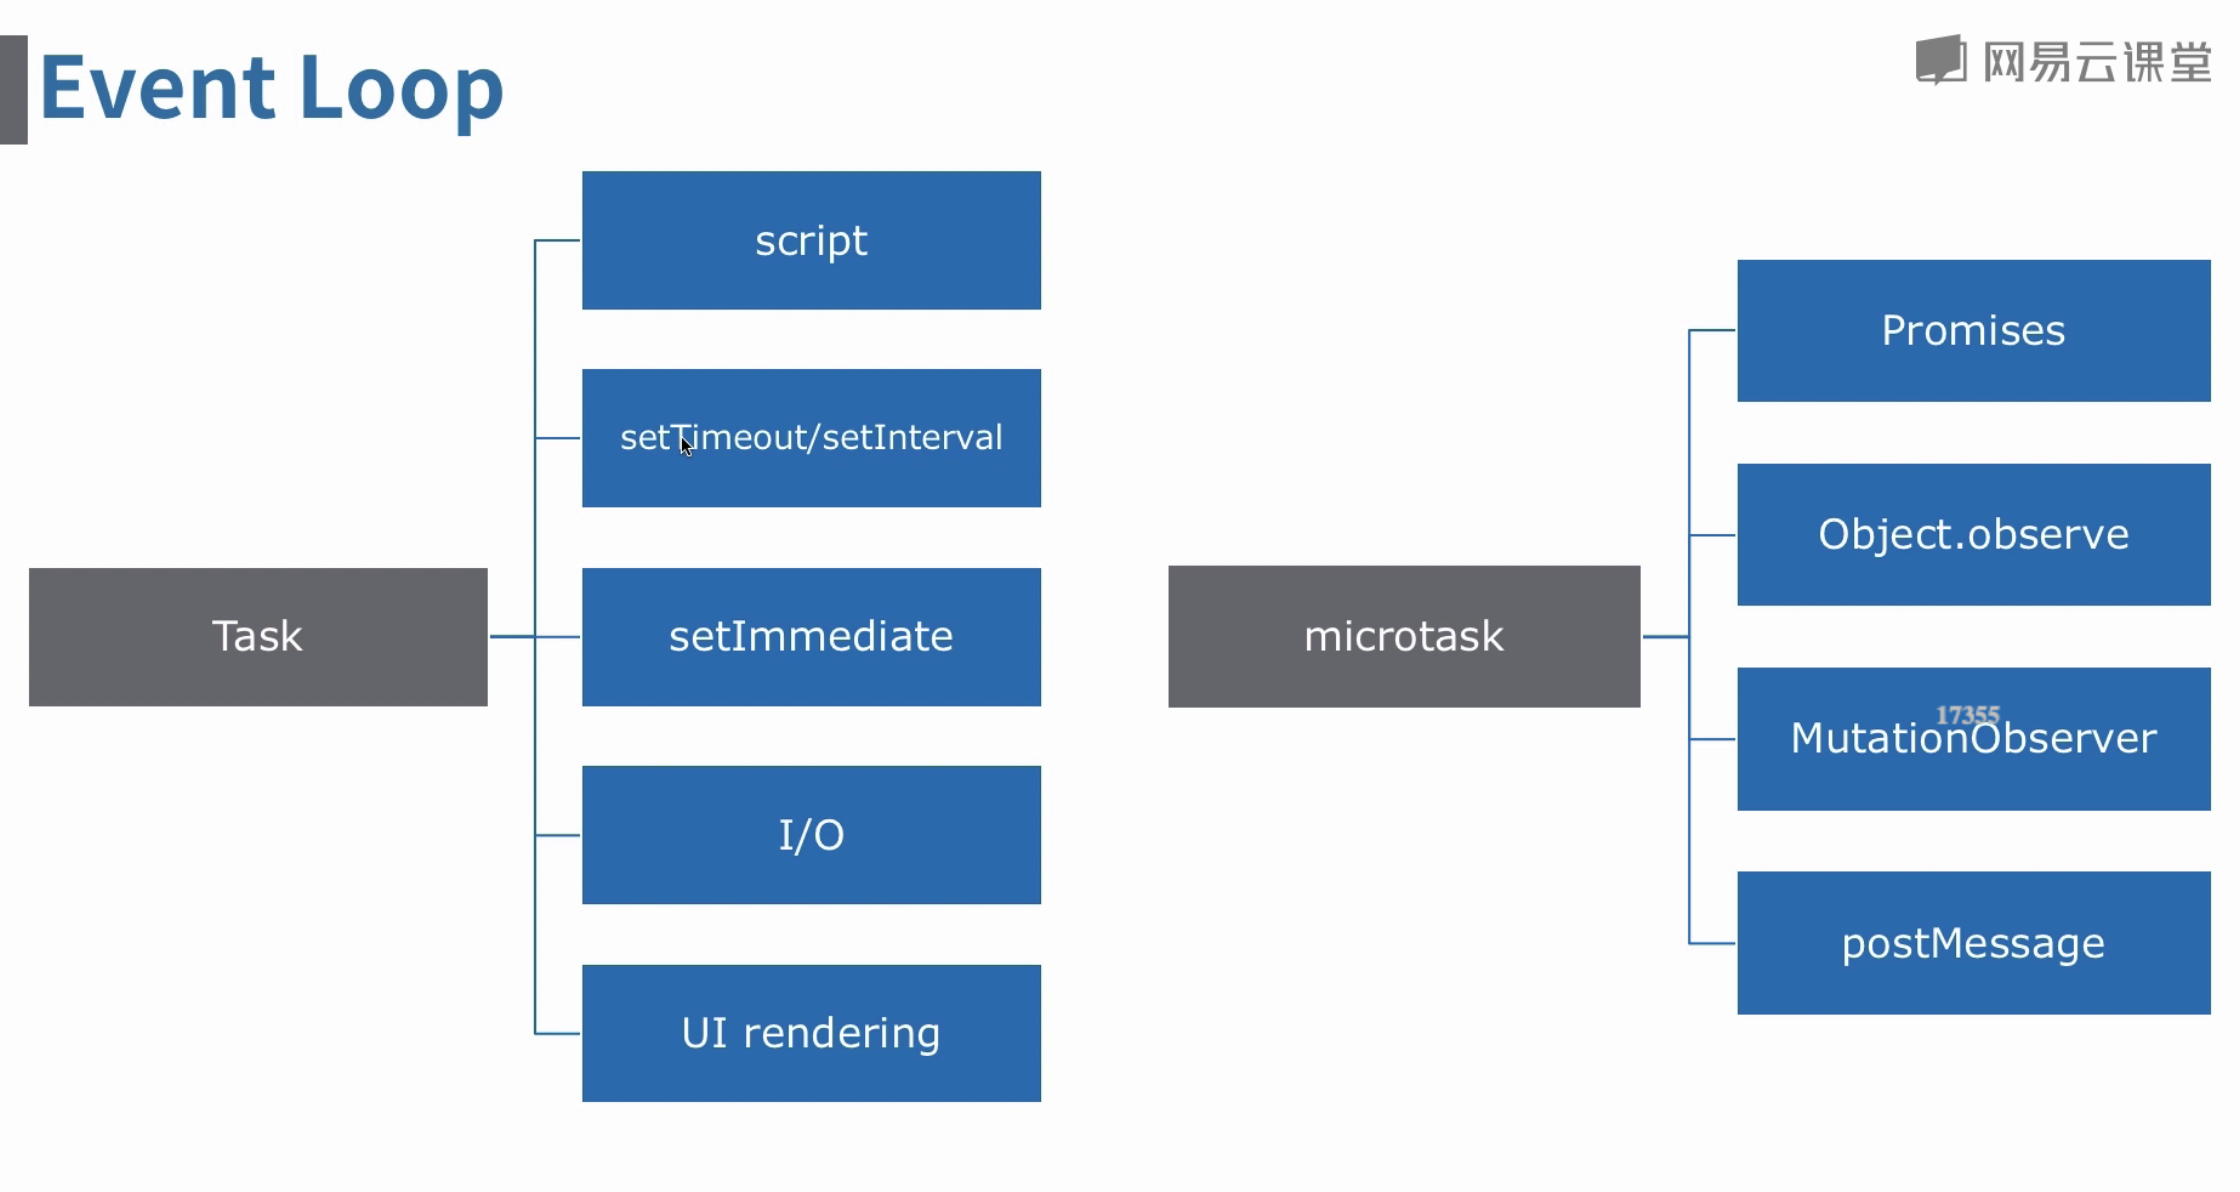 Event Loop
网易云课堂
Task
script
setTimeout/setInterval
setImmediate
I/O
UI rendering
microtask
Promises
Object.observe
17355
MutationObserver
postMessage